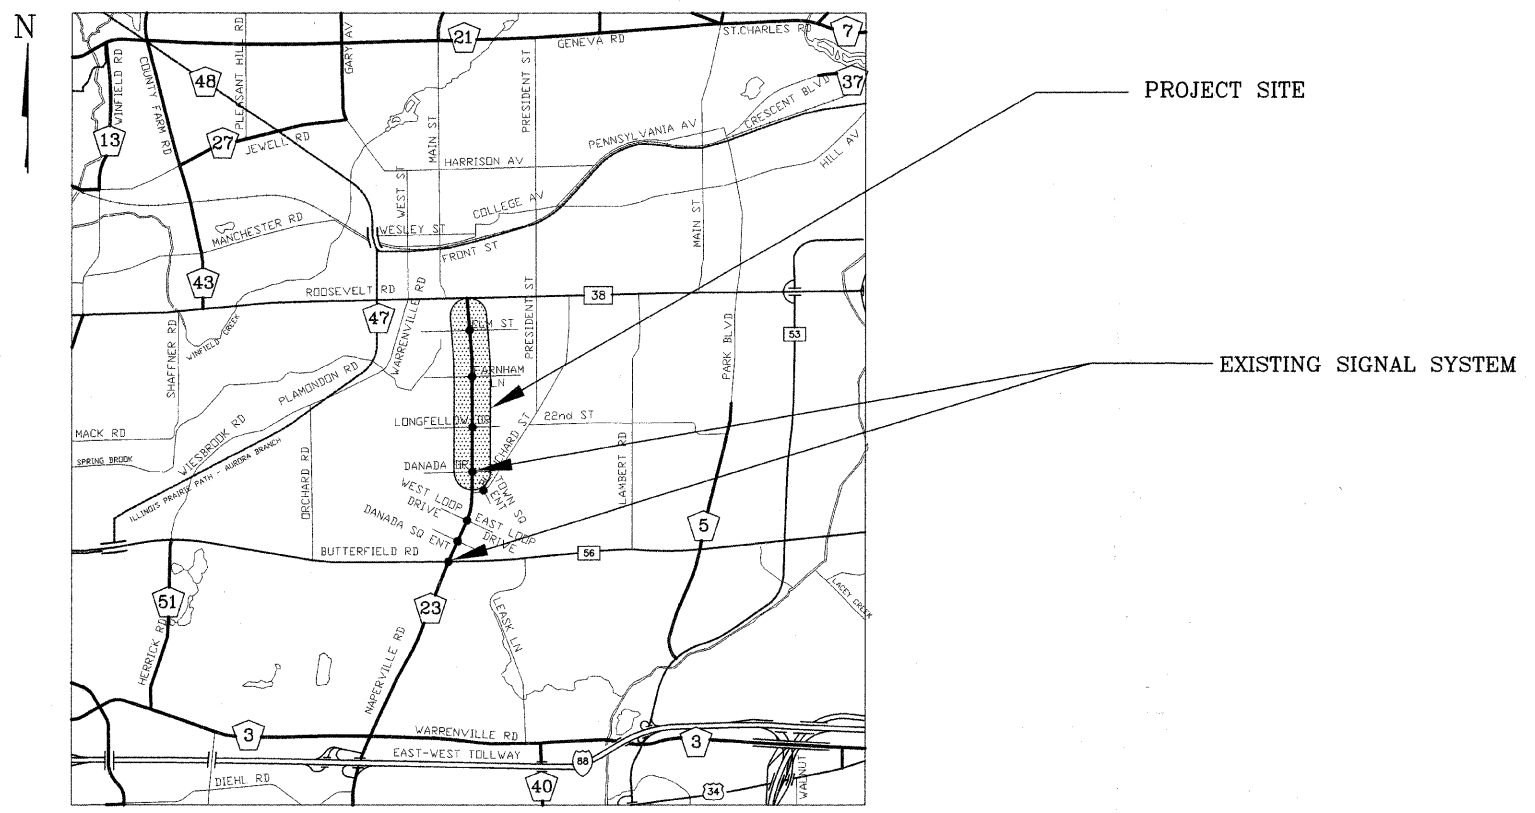 N
21
GENEVA RD
ST.CHARLES RD
7
WINFIELD RD
COUNTY FARM RD
PLEASANT HILL RD
GARY AV
48
PRESIDENT ST
37
CRESCENT BLVD
PROJECT SITE
13
27
JEWELL RD
MAIN ST
PENNSYLVANIA AV
HILL AV
HARRISON AV
WEST ST
COLLEGE AV
MANCHESTER RD
WESLEY ST
FRONT ST
MAIN ST
43
ROOSEVELT RD
38
47
WARRENVILLE RD
PRESIDENT ST
ELM ST
53
SHAFFNER RD
WINFIELD CREEK
PARK BLVD
PLAMONDON RD
FARNHAM
LN
EXISTING SIGNAL SYSTEM
LONGFELLOW DR
22nd ST
MACK RD
WIESBROOK RD
ORCHARD ST
SPRING BROOK
ILLINOIS PRAIRIE PATH - AURORA BRANCH
ORCHARD RD
DANADA DR
LAMBERT RD
WEST LOOP
DRIVE
TOWN SQ
ENT
DANADA SQ ENT
EAST LOOP
DRIVE
5
BUTTERFIELD RD
56
51
HERRICK RD
23
LEASK LN
LACEY CREEK
NAPERVILLE RD
3
WARRENVILLE RD
3
EAST-WEST TOLLWAY
88
DIEHL RD
40
34
WALNUT